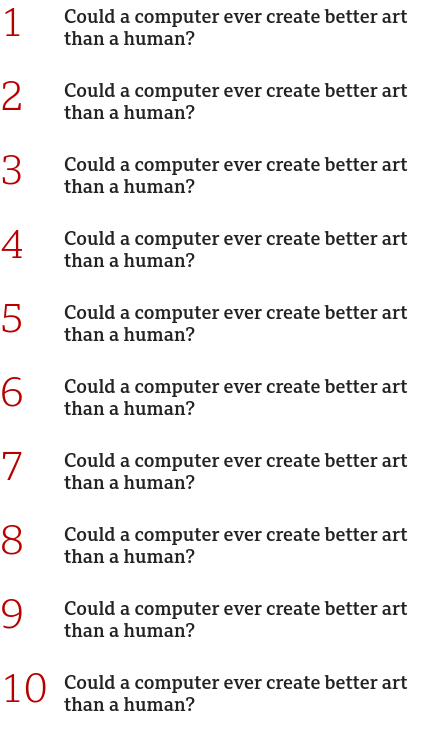 1 Could a computer ever create better art
than a human?
2 Could a computer ever create better art
than a human?
3 Could a computer ever create better art
than a human?
4 Could a computer ever create better art
than a human?
5 Could a computer ever create better art
than a human?
6 Could a computer ever create better art
than a human?
7 Could a computer ever create better art
than a human?
8 Could a computer ever create better art
than a human?
9 Could a computer ever create better art
than a human?
10 Could a computer ever create better art
than a human?